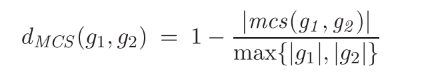 d_{MCS}(g_1, g_2) = 1 - \frac{|mcs(g_1, g_2)|}{\max\{|g_1|, |g_2|\}}